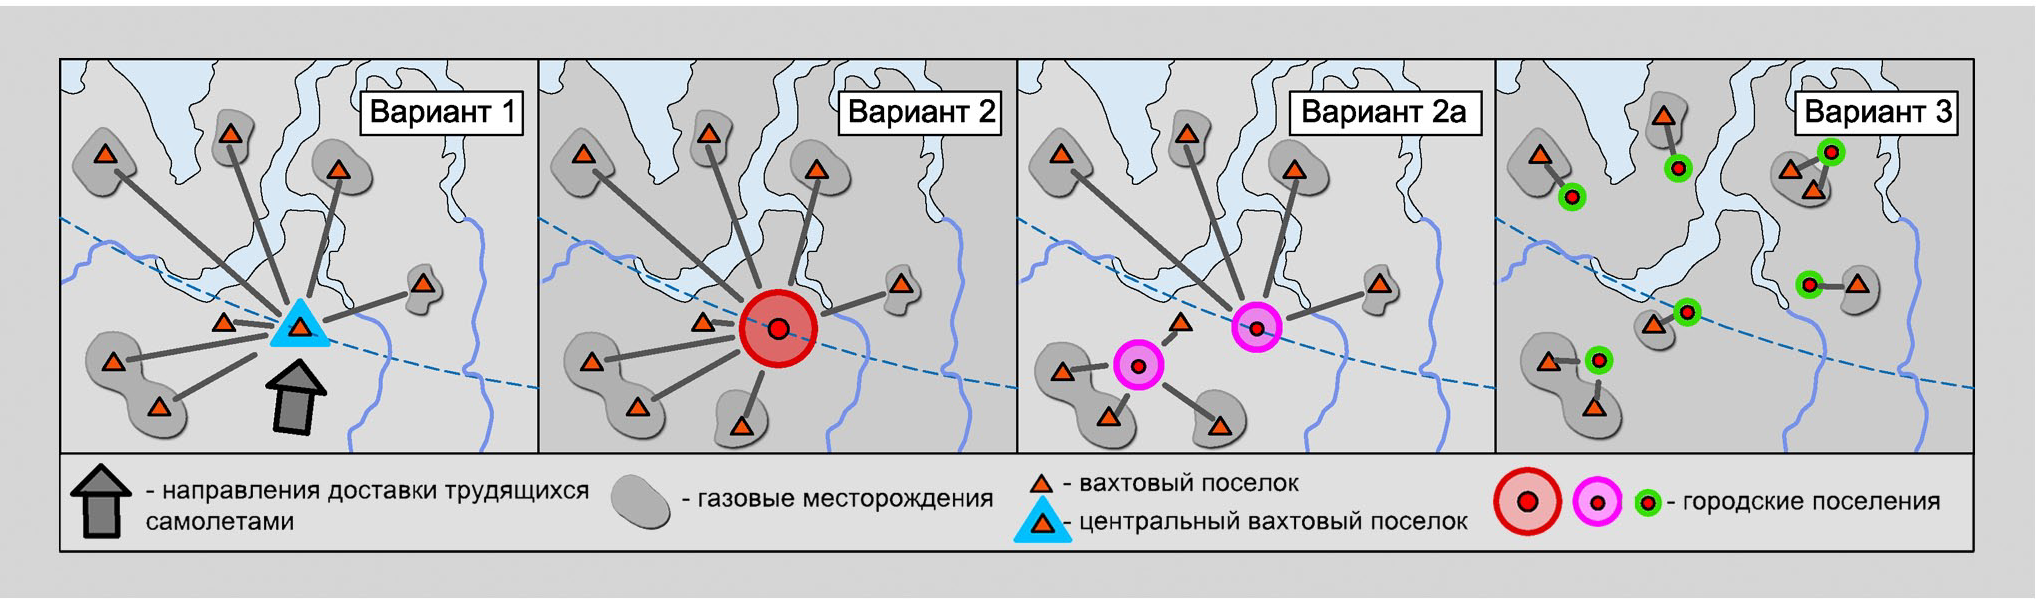 Вариант 1
Вариант 2
Вариант 2а
Вариант 3
- направления доставки трудящихся
самолетами
- газовые месторождения
- вахтовый поселок
- центральный вахтовый поселок
- городские поселения